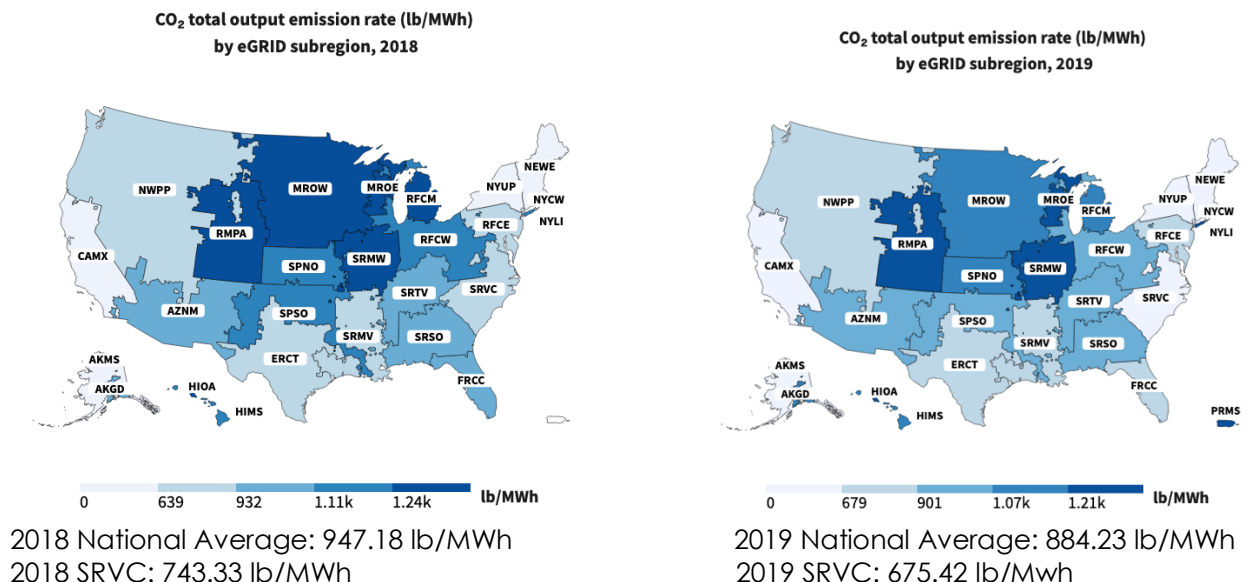 CO₂ total output emission rate (lb/MWh)
by eGRID subregion, 2018
NWPP
MROW
MROE
RFCM
NEWE
NYUP
NYCW
NYLI
RFCE
RMPA
RFCW
CAMX
SPNO
SRMW
SRTV
SRVC
AZNM
SPSO
SRMV
SRSO
ERCT
FRCC
AKMS
AKGD
HIOA
HIMS
0 639 932 1.11k 1.24k lb/MWh
2018 National Average: 947.18 lb/MWh
2018 SRVC: 743.33 lb/MWh
CO₂ total output emission rate (lb/MWh)
by eGRID subregion, 2019
NWPP
MROW
MROE
RFCM
NEWE
NYUP
NYCW
NYLI
RFCE
RMPA
RFCW
CAMX
SPNO
SRMW
SRTV
SRVC
AZNM
SPSO
SRMV
SRSO
ERCT
FRCC
AKMS
AKGD
HIOA
HIMS
PRMS
0 679 901 1.07k 1.21k lb/MWh
2019 National Average: 884.23 lb/MWh
2019 SRVC: 675.42 lb/Mwh